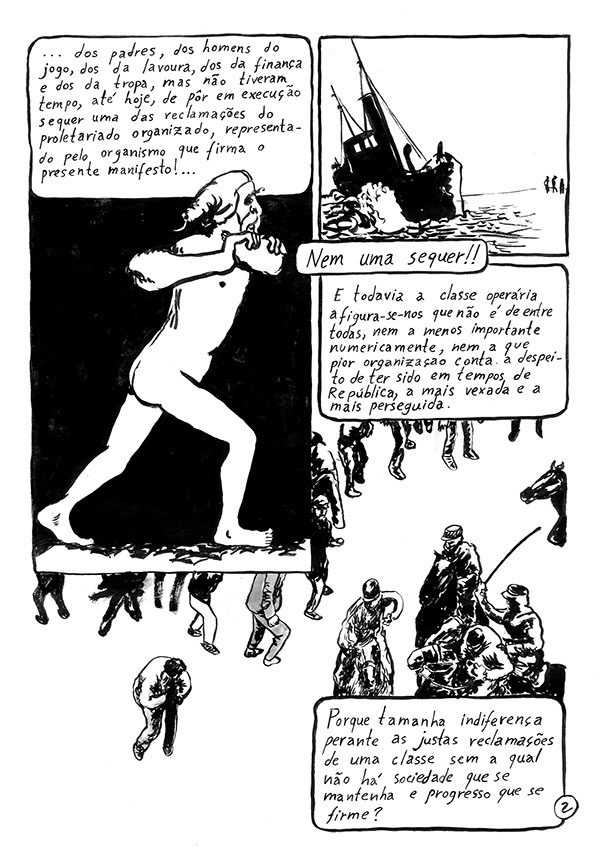 ... dos padres, dos homens do
jogo, dos da lavoura, dos da finança
e dos da tropa, mas não tiveram
tempo, até hoje, de pôr em execução
sequer uma das reclamações do
proletariado organizado, representa-
do pelo organismo que firma o
presente manifesto!...
Nem uma sequer!!
E todavia a classe operária
afigura-se-nos que não é de entre
todas, nem a menos importante
numericamente, nem a que
pior organização conta. a despei-
to de ter sido em tempos de
República, a mais vexada e a
mais perseguida.
Porque tamanha indiferença
perante as justas reclamações
de uma classe sem a qual
não há sociedade que se
mantenha e progresso que se
firme?
2